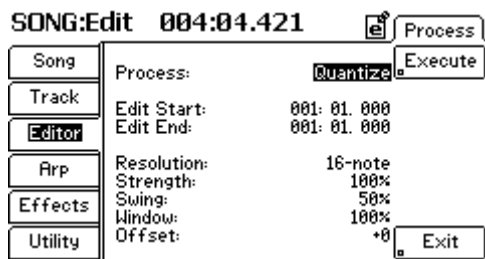 SONG:Edit 004:04.421 e Process
Song
Process: Quantize Execute
Track
Edit Start: 001: 01. 000
Editor
Edit End: 001: 01. 000
Arp
Resolution: 16-note
Strength: 100%
Effects
Swing: 50%
Window: 100%
Utility
Offset: +0 Exit